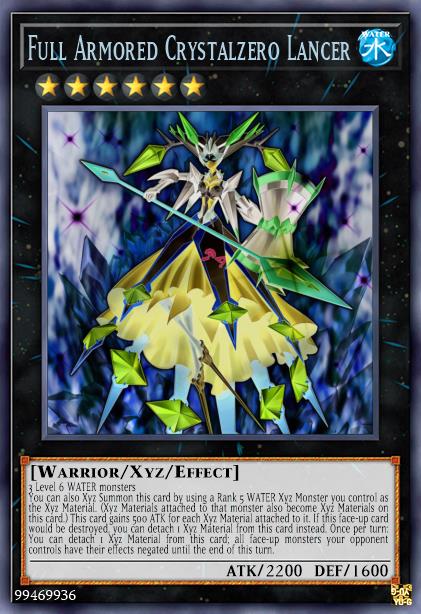 FULL ARMORED CRYSTALZERO LANCER
WATER
水
[WARRIOR/XYZ/EFFECT]
3 Level 6 WATER monsters
You can also Xyz Summon this card by using a Rank 5 WATER Xyz Monster you control as
the Xyz Material. (Xyz Materials attached to that monster also become Xyz Materials on
this card.) This card gains 500 ATK for each Xyz Material attached to it. If this face-up card
would be destroyed, you can detach 1 Xyz Material from this card instead. Once per turn:
You can detach 1 Xyz Material from this card; all face-up monsters your opponent
controls have their effects negated until the end of this turn.
ATK/2200 DEF/1600
99469936